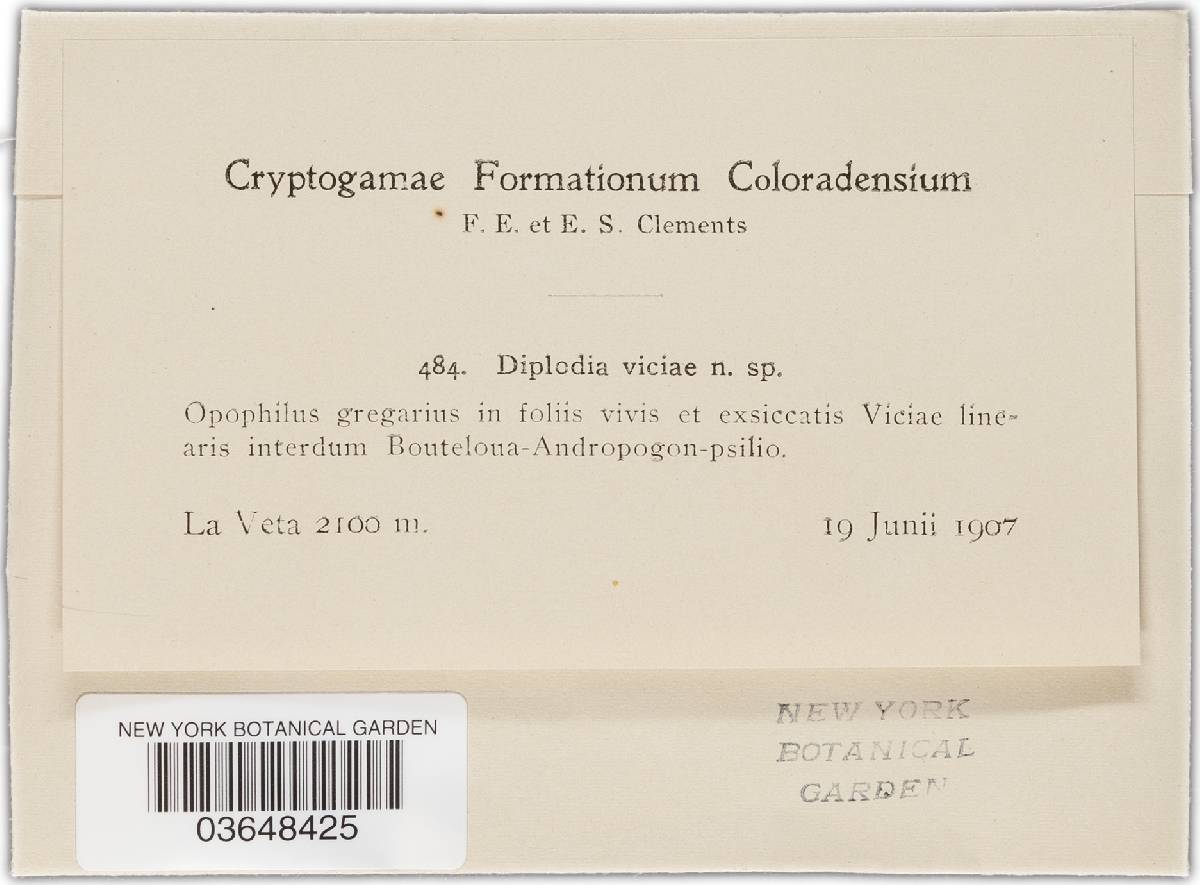 Cryptogamae Formationum Coloradensium
F. E. et E. S. Clements
484. Diplodia viciae n. sp.
Opophilus gregarius in foliis vivis et exsiccatis Viciae line-
aris interdum Bouteloua-Andropogon-psilio.
La Veta 2100 m. 19 Junii 1907
NEW YORK BOTANICAL GARDEN
03648425
NEW YORK
BOTANICAL
GARDEN